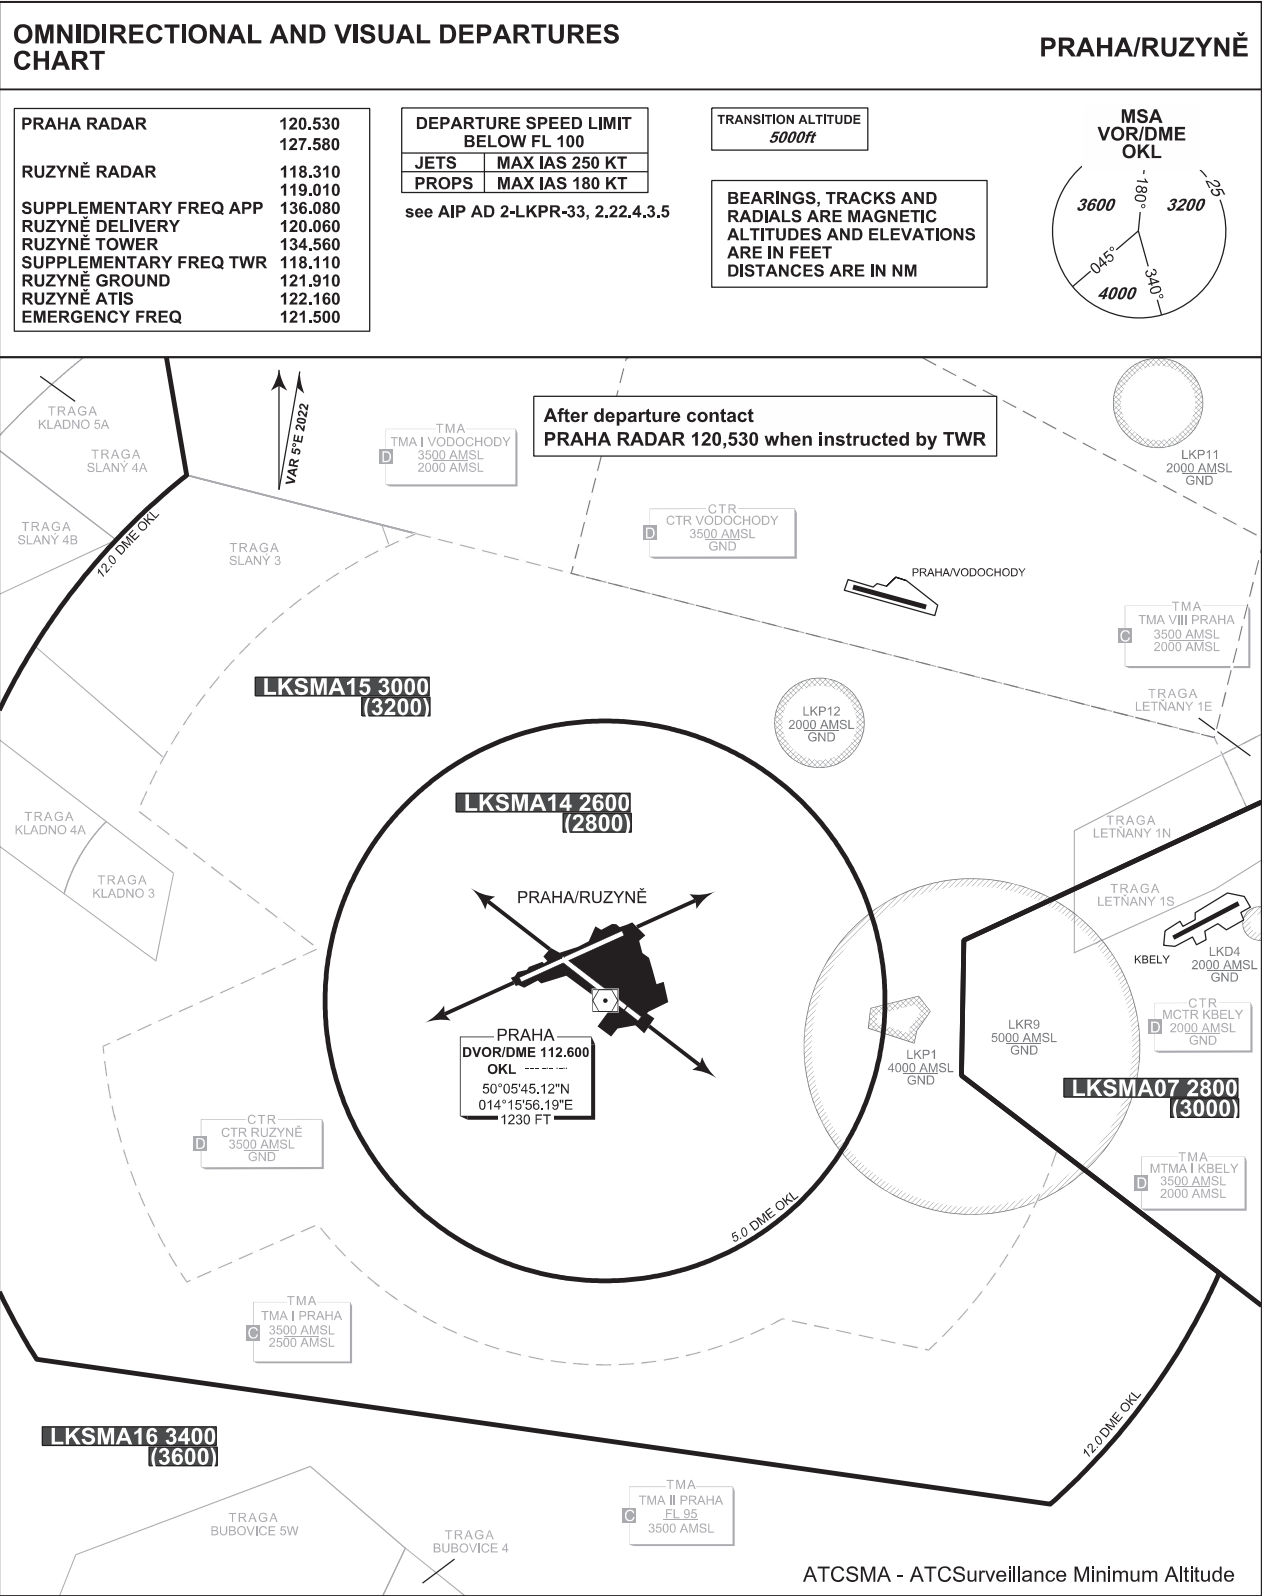 OMNIDIRECTIONAL AND VISUAL DEPARTURES
CHART
PRAHA/RUZYNĚ
PRAHA RADAR 120.530
127.580
RUZYNĚ RADAR 118.310
119.010
SUPPLEMENTARY FREQ APP 136.080
RUZYNĚ DELIVERY 120.060
RUZYNĚ TOWER 134.560
SUPPLEMENTARY FREQ TWR 118.110
RUZYNĚ GROUND 121.910
RUZYNĚ ATIS 122.160
EMERGENCY FREQ 121.500
DEPARTURE SPEED LIMIT
BELOW FL 100
JETS MAX IAS 250 KT
PROPS MAX IAS 180 KT
see AIP AD 2-LKPR-33, 2.22.4.3.5
TRANSITION ALTITUDE
5000ft
BEARINGS, TRACKS AND
RADIALS ARE MAGNETIC
ALTITUDES AND ELEVATIONS
ARE IN FEET
DISTANCES ARE IN NM
MSA
VOR/DME
OKL
180°
25
3600
3200
045°
340°
4000
TRAGA
KLADNO 5A
TRAGA
SLANÝ 4A
TRAGA
SLANÝ 4B
12.0 DME OKL
VAR 5°E 2022
TRAGA
SLANÝ 3
TMA
TMA I VODOCHODY
D
3500 AMSL
2000 AMSL
After departure contact
PRAHA RADAR 120,530 when instructed by TWR
LKP11
2000 AMSL
GND
CTR
CTR VODOCHODY
D
3500 AMSL
GND
PRAHA/VODOCHODY
TMA
TMA VIII PRAHA
C
3500 AMSL
2000 AMSL
LKSMA15 3000
(3200)
LKP12
2000 AMSL
GND
TRAGA
LETŇANY 1E
LKSMA14 2600
(2800)
TRAGA
KLADNO 4A
TRAGA
KLADNO 3
TRAGA
LETŇANY 1N
TRAGA
LETŇANY 1S
PRAHA/RUZYNĚ
KBELY
LKD4
2000 AMSL
GND
CTR
MCTR KBELY
D
2000 AMSL
GND
LKR9
5000 AMSL
GND
LKP1
4000 AMSL
GND
PRAHA
DVOR/DME 112.600
OKL
50°05'45.12"N
014°15'56.19"E
1230 FT
LKSMA07 2800
(3000)
CTR
CTR RUZYNĚ
D
3500 AMSL
GND
TMA
MTMA I KBELY
D
3500 AMSL
2000 AMSL
5.0 DME OKL
TMA
TMA I PRAHA
C
3500 AMSL
2500 AMSL
12.0 DME OKL
LKSMA16 3400
(3600)
TRAGA
BUBOVICE 5W
TRAGA
BUBOVICE 4
TMA
TMA II PRAHA
C
FL 95
3500 AMSL
ATCSMA - ATCSurveillance Minimum Altitude